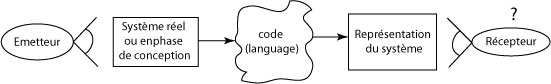 Emetteur
Système réel
ou enphase
de conception
code
(language)
Représentation
du système
?
Récepteur